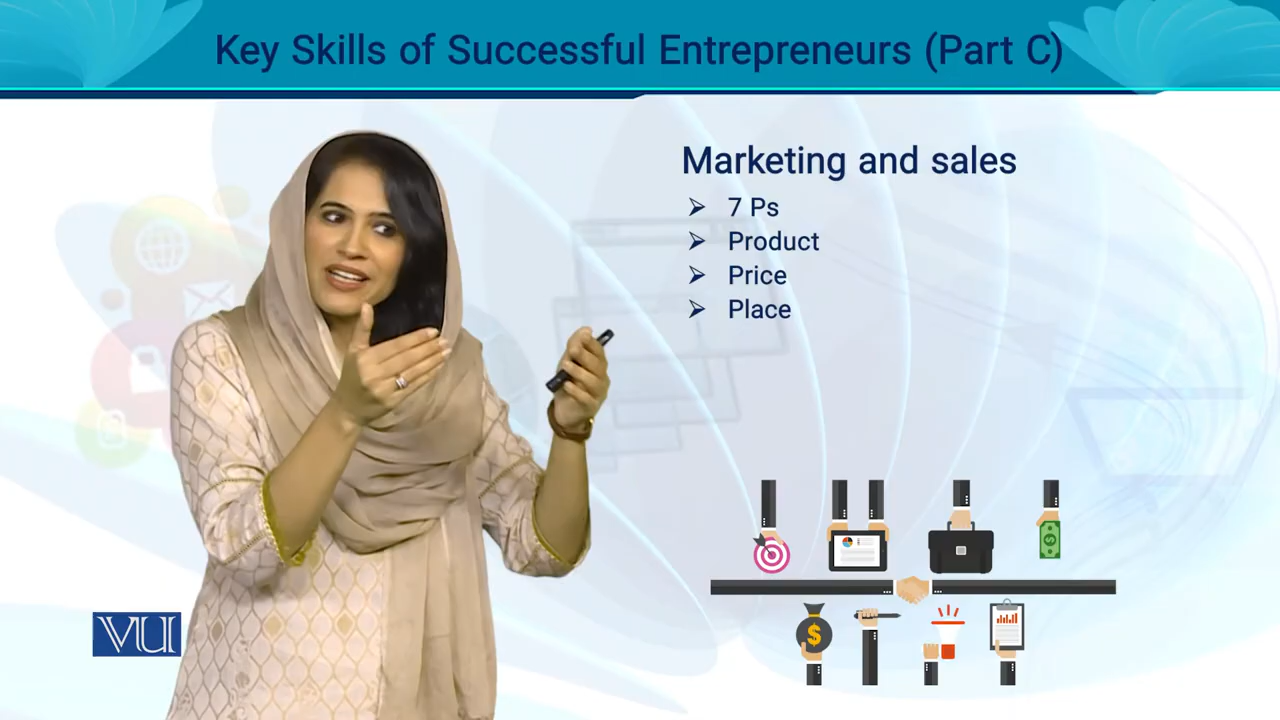 Key Skills of Successful Entrepreneurs (Part C)
Marketing and sales
7 Ps
Product
Price
Place
VU
$
$